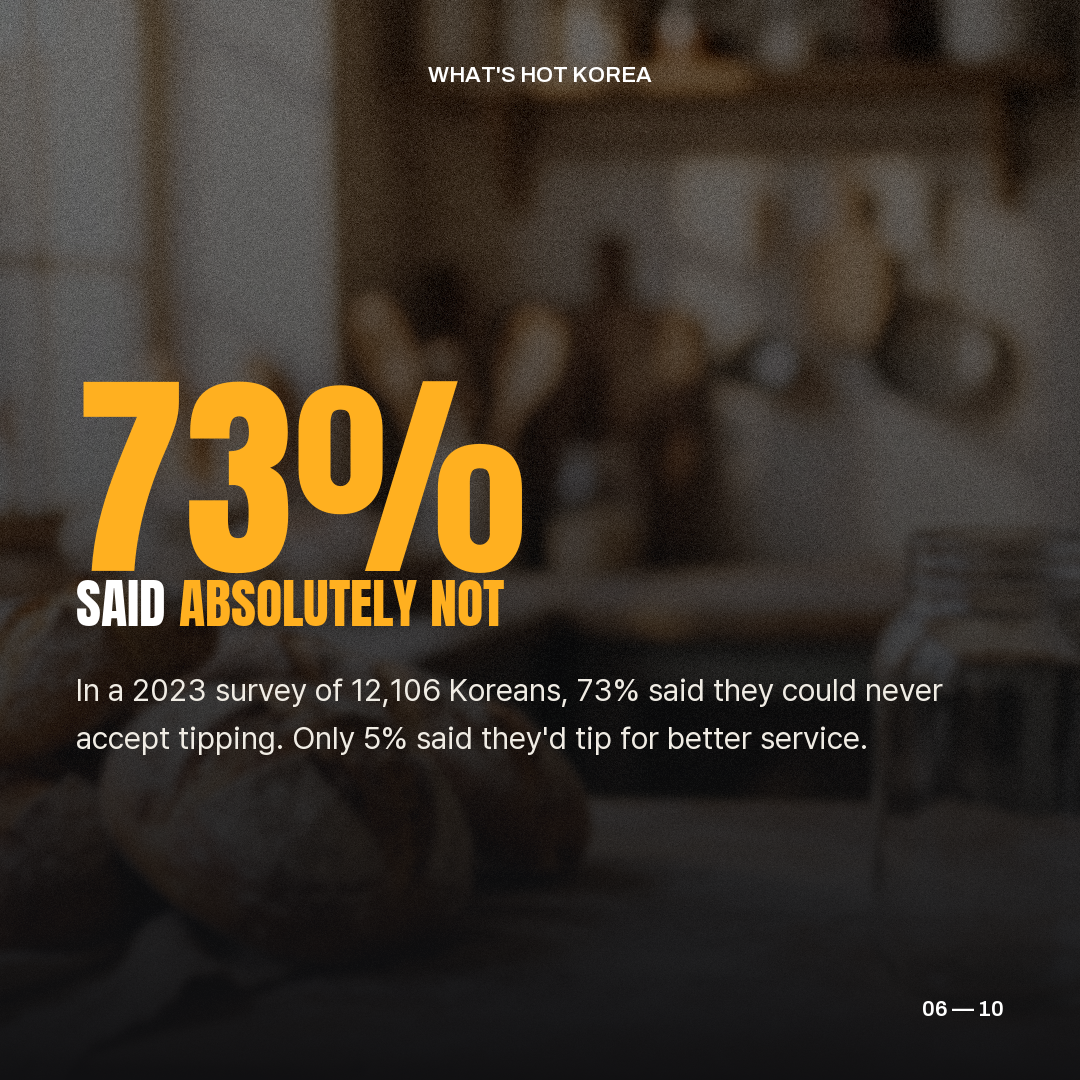 WHAT'S HOT KOREA
73%
SAID ABSOLUTELY NOT
In a 2023 survey of 12,106 Koreans, 73% said they could never
accept tipping. Only 5% said they'd tip for better service.
06 — 10